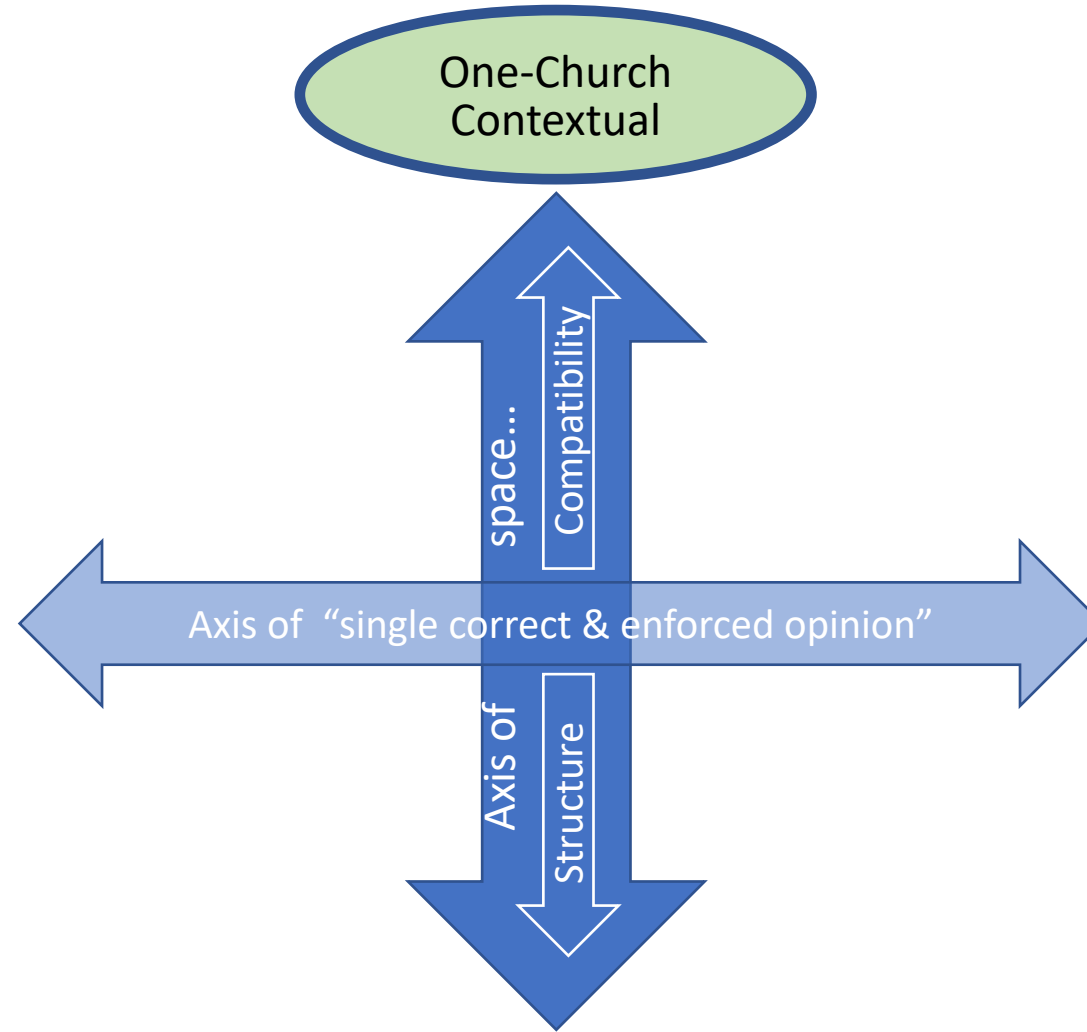 One-Church
Contextual
Compatibility
space...
Axis of “single correct & enforced opinion”
Axis of
Structure